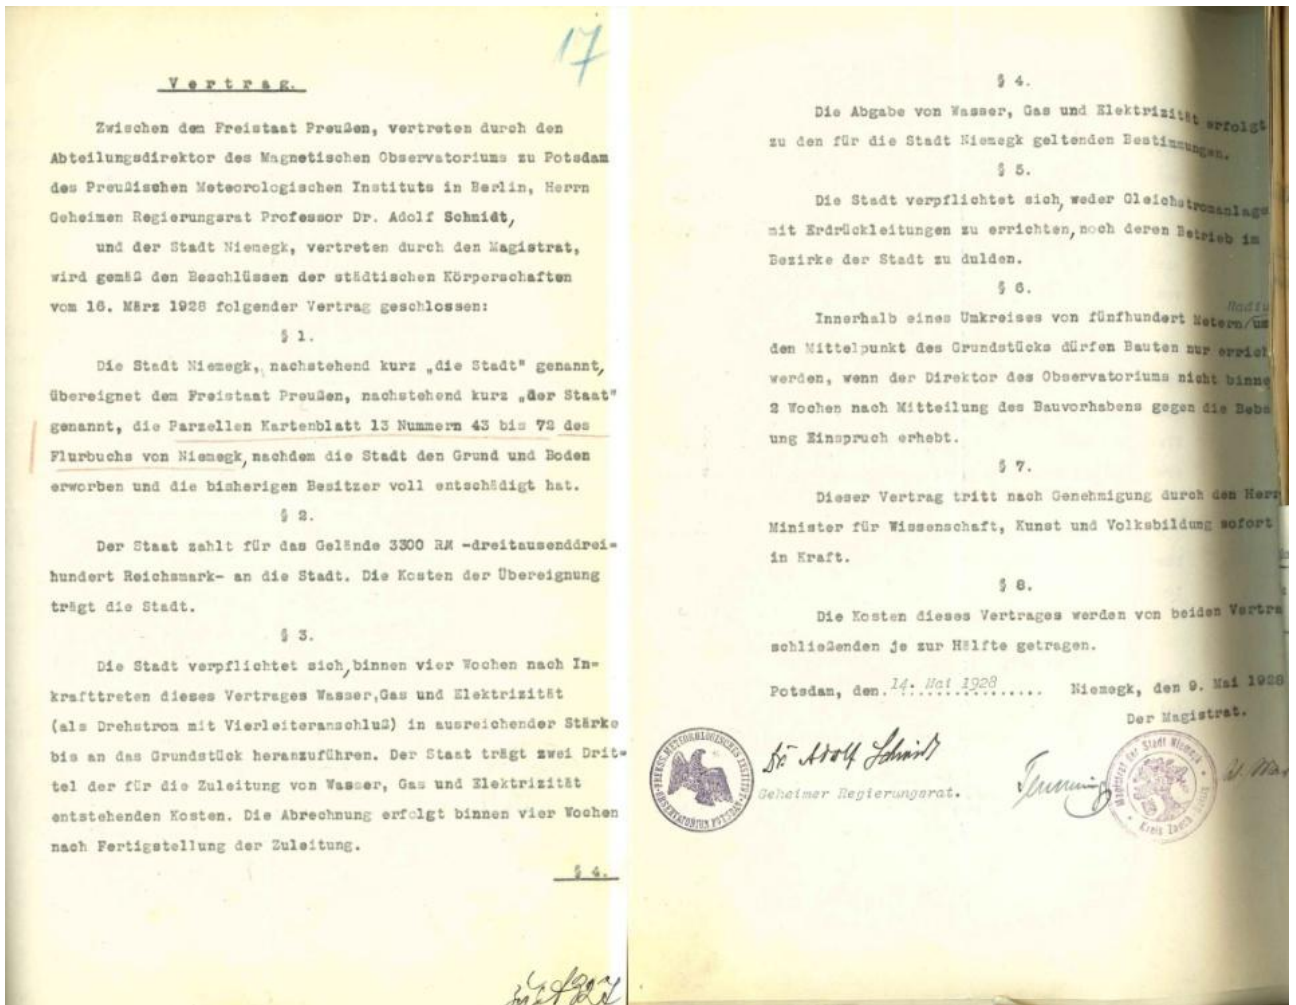 17
Vertrag.
Zwischen dem Freistaat Preußen, vertreten durch den
Abteilungsdirektor des Magnetischen Observatoriums zu Potsdam
des Preußischen Meteorologischen Instituts in Berlin, Herrn
Geheimen Regierungsrat Professor Dr. Adolf Schmidt,
und der Stadt Niemegk, vertreten durch den Magistrat,
wird gemäß den Beschlüssen der städtischen Körperschaften
vom 16. März 1928 folgender Vertrag geschlossen:
§ 1.
Die Stadt Niemegk, nachstehend kurz „die Stadt" genannt,
übereignet dem Freistaat Preußen, nachstehend kurz „der Staat"
genannt, die Parzellen Kartenblatt 13 Nummern 43 bis 72 des
Flurbuchs von Niemegk, nachdem die Stadt den Grund und Boden
erworben und die bisherigen Besitzer voll entschädigt hat.
§ 2.
Der Staat zahlt für das Gelände 3300 RM -dreitausenddrei=
hundert Reichsmark- an die Stadt. Die Kosten der Übereignung
trägt die Stadt.
§ 3.
Die Stadt verpflichtet sich, binnen vier Wochen nach In=
krafttreten dieses Vertrages Wasser, Gas und Elektrizität
(als Drehstrom mit Vierleiteranschluß) in ausreichender Stärke
bis an das Grundstück heranzuführen. Der Staat trägt zwei Drit=
tel der für die Zuleitung von Wasser, Gas und Elektrizität
entstehenden Kosten. Die Abrechnung erfolgt binnen vier Wochen
nach Fertigstellung der Zuleitung.
§ 4.
§ 4.
Die Abgabe von Wasser, Gas und Elektrizität erfolgt
zu den für die Stadt Niemegk geltenden Bestimmungen.
§ 5.
Die Stadt verpflichtet sich, weder Gleichstromanlage
mit Erdrückleitungen zu errichten, noch deren Betrieb im
Bezirke der Stadt zu dulden.
§ 6.
Radiu
Innerhalb eines Umkreises von fünfhundert Metern/um
den Mittelpunkt des Grundstücks dürfen Bauten nur errich
werden, wenn der Direktor des Observatoriums nicht binne
2 Wochen nach Mitteilung des Bauvorhabens gegen die Beba
ung Einspruch erhebt.
§ 7.
Dieser Vertrag tritt nach Genehmigung durch den Herr
Minister für Wissenschaft, Kunst und Volksbildung sofort
in Kraft.
§ 8.
Die Kosten dieses Vertrages werden von beiden Vertra
schließenden je zur Hälfte getragen.
Potsdam, den 14. Mai 1928 Niemegk, den 9. Mai 1928
Der Magistrat.
Dr Adolf Schmidt
Geheimer Regierungsrat.
PREUSS. METEOROLOGISCHES INSTITUT
OBSERVATORIUM POTSDAM
Magistrat der Stadt Niemegk
Kreis Zauch Belzig